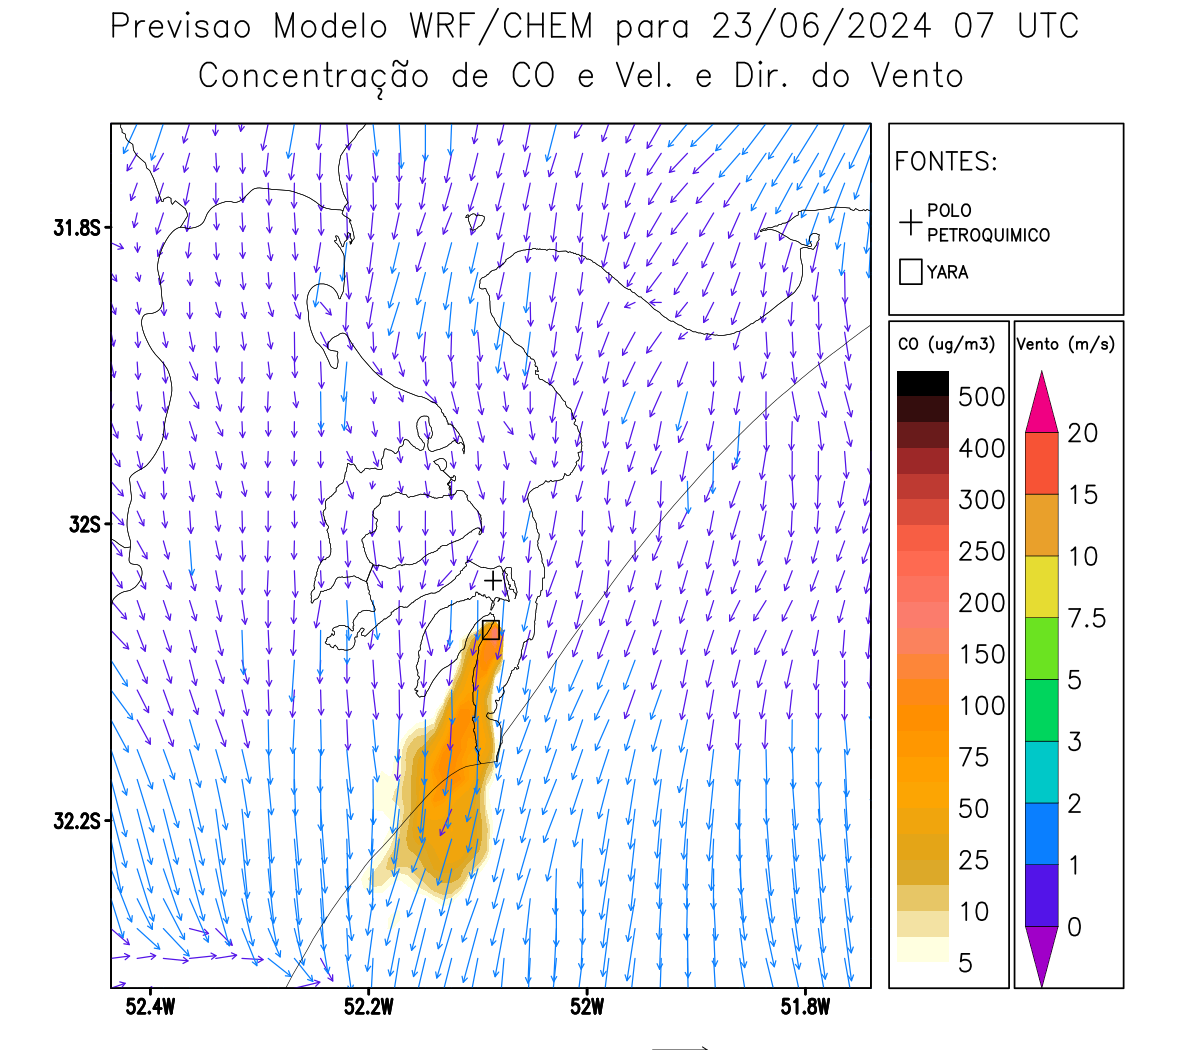 Previsao Modelo WRF/CHEM para 23/06/2024 07 UTC
Concentração de CO e Vel. e Dir. do Vento
FONTES:
POLO
PETROQUIMICO
YARA
CO (ug/m3)
500
400
300
250
200
150
100
75
50
25
10
5
Vento (m/s)
20
15
10
7.5
5
3
2
1
0
31.8S
32S
32.2S
52.4W
52.2W
52W
51.8W